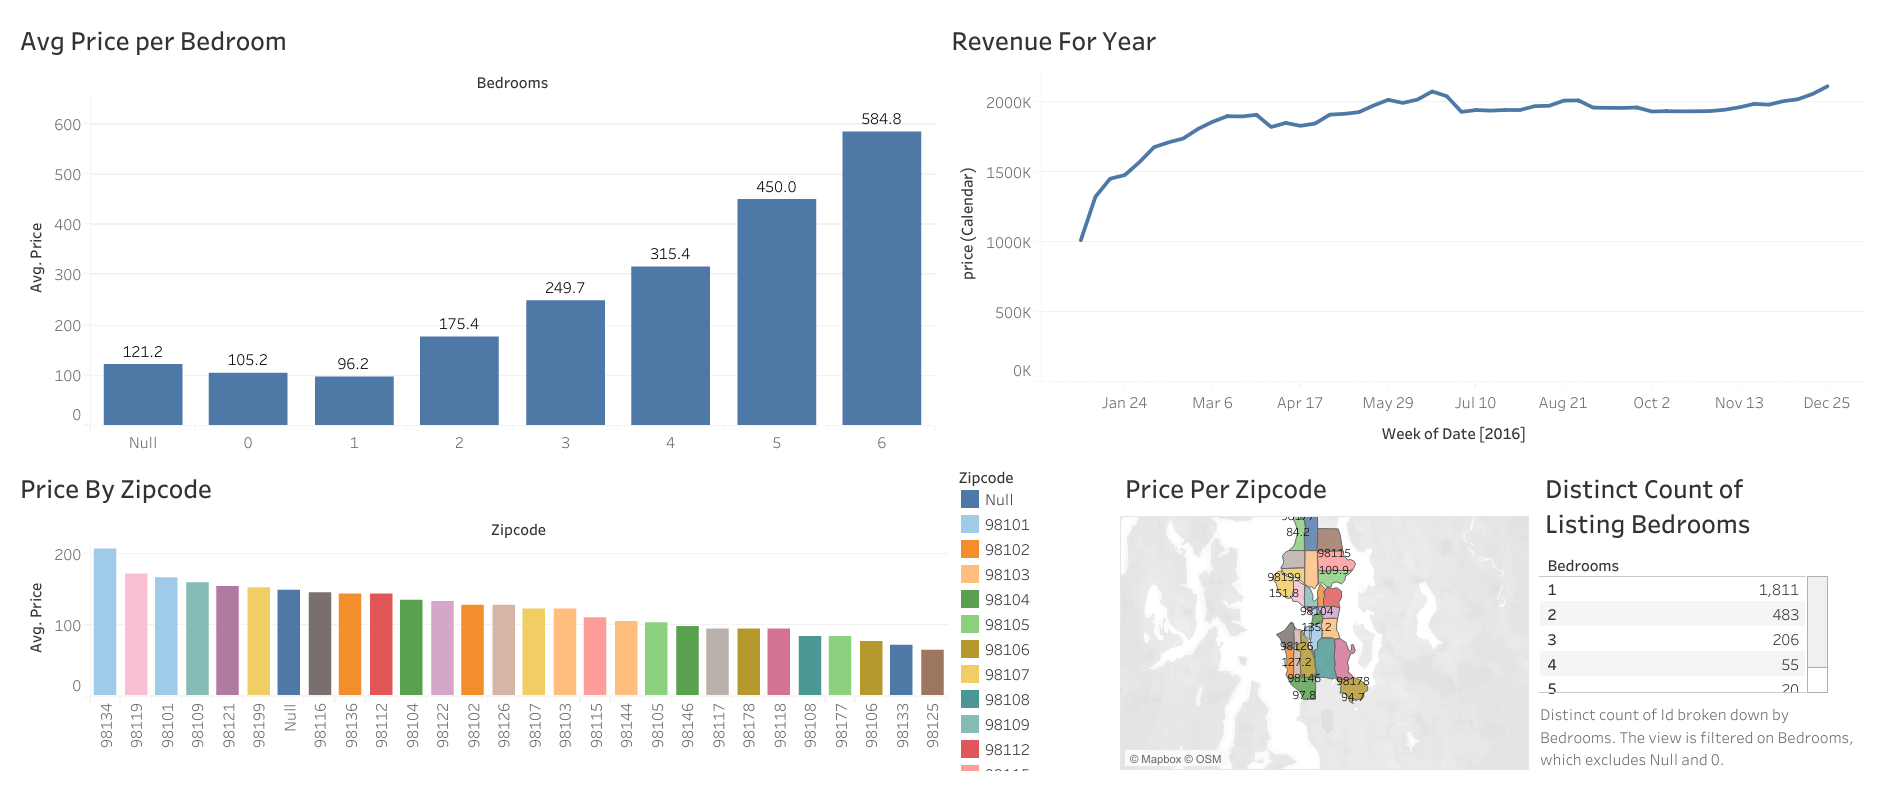 Avg Price per Bedroom
Bedrooms
Avg. Price
600
500
400
300
200
100
0
121.2
105.2
96.2
175.4
249.7
315.4
450.0
584.8
Null
0
1
2
3
4
5
6
Revenue For Year
price (Calendar)
2000K
1500K
1000K
500K
0K
Jan 24
Mar 6
Apr 17
May 29
Jul 10
Aug 21
Oct 2
Nov 13
Dec 25
Week of Date [2016]
Price By Zipcode
Zipcode
Avg. Price
200
100
0
98134
98119
98101
98109
98121
98199
Null
98116
98136
98112
98104
98122
98102
98126
98107
98103
98115
98144
98105
98146
98117
98178
98118
98108
98177
98106
98133
98125
Zipcode
Null
98101
98102
98103
98104
98105
98106
98107
98108
98109
98112
Price Per Zipcode
84.2
98115
109.9
98199
151.8
98104
135.2
98126
127.2
98146
97.8
98178
94.7
© Mapbox © OSM
Distinct Count of
Listing Bedrooms
Bedrooms
1 1,811
2 483
3 206
4 55
5 20
Distinct count of Id broken down by
Bedrooms. The view is filtered on Bedrooms,
which excludes Null and 0.